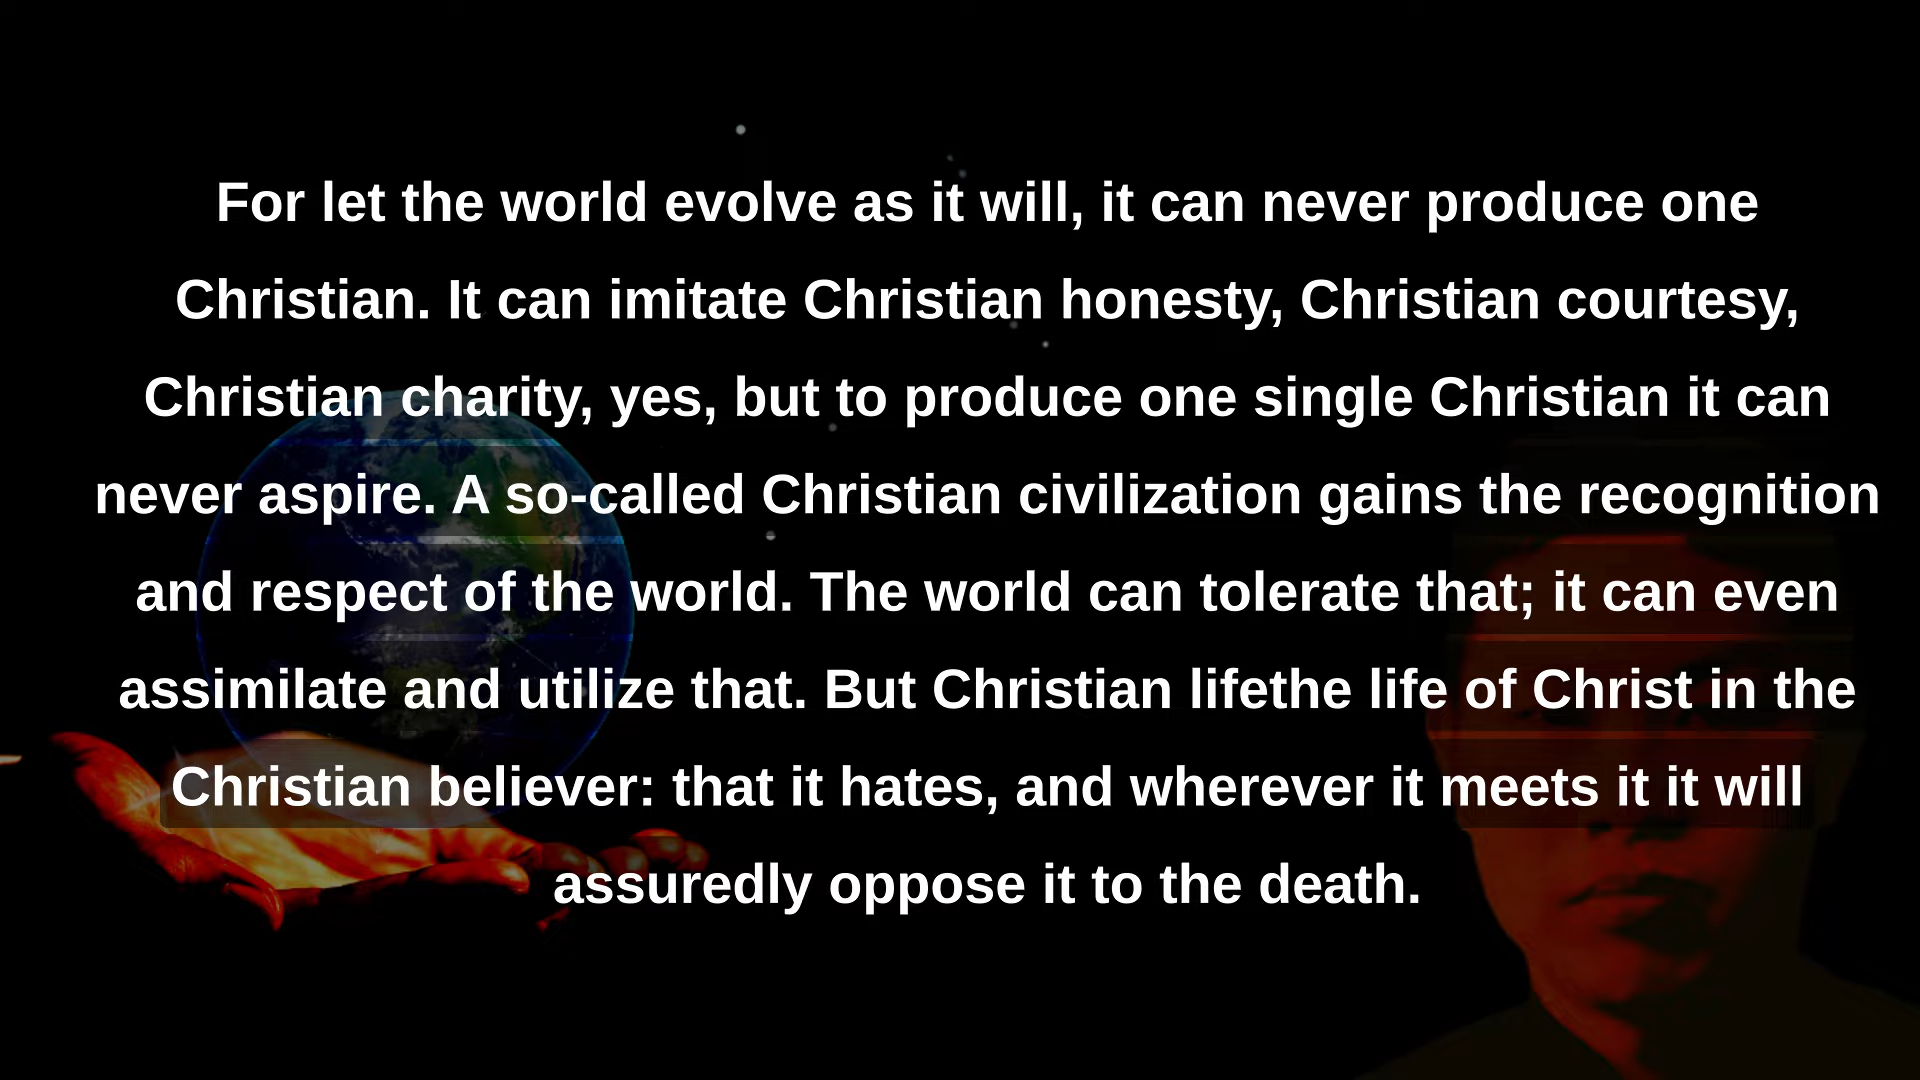 For let the world evolve as it will, it can never produce one
Christian. It can imitate Christian honesty, Christian courtesy,
Christian charity, yes, but to produce one single Christian it can
never aspire. A so-called Christian civilization gains the recognition
and respect of the world. The world can tolerate that; it can even
assimilate and utilize that. But Christian lifethe life of Christ in the
Christian believer: that it hates, and wherever it meets it it will
assuredly oppose it to the death.